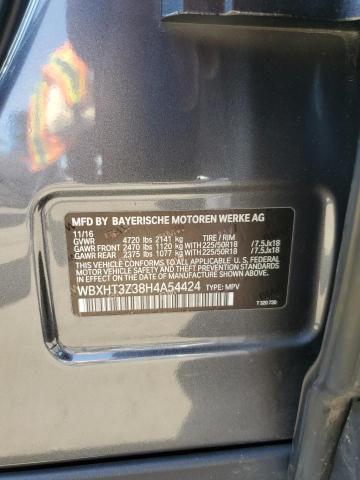 MFD BY BAYERISCHE MOTOREN WERKE AG
11/16
GVWR 4720 lbs 2141 kg TIRE / RIM
GAWR FRONT 2470 lbs 1120 kg WITH 225/50R18 /7.5Jx18
GAWR REAR 2375 lbs 1077 kg WITH 225/50R18 /7.5Jx18
THIS VEHICLE CONFORMS TO ALL APPLICABLE U.S. FEDERAL
MOTOR VEHICLE SAFETY AND THEFT PREVENTION STANDARDS
IN EFFECT ON THE DATE OF MANUFACTURE SHOWN ABOVE.
WBXHT3Z38H4A54424 TYPE: MPV
7 320 730